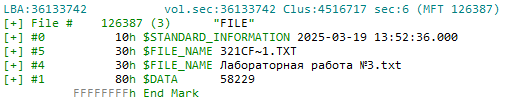 LBA:36133742 vol.sec:36133742 Clus:4516717 sec:6 (MFT 126387)
[+] File # 126387 (3) "FILE"
[+] #0 10h $STANDARD_INFORMATION 2025-03-19 13:52:36.000
[+] #5 30h $FILE_NAME 321CF~1.TXT
[+] #4 30h $FILE_NAME Лабораторная работа №3.txt
[+] #1 80h $DATA 58229
FFFFFFFFh End Mark